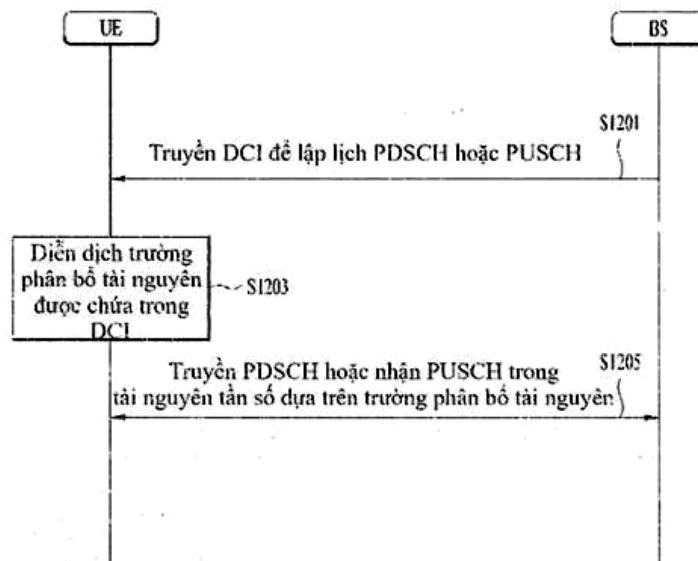 UE
BS
S1201
Truyền DCI để lập lịch PDSCH hoặc PUSCH
Diễn dịch trường
phân bổ tài nguyên
được chứa trong
DCI
S1203
S1205
Truyền PDSCH hoặc nhận PUSCH trong
tài nguyên tần số dựa trên trường phân bổ tài nguyên